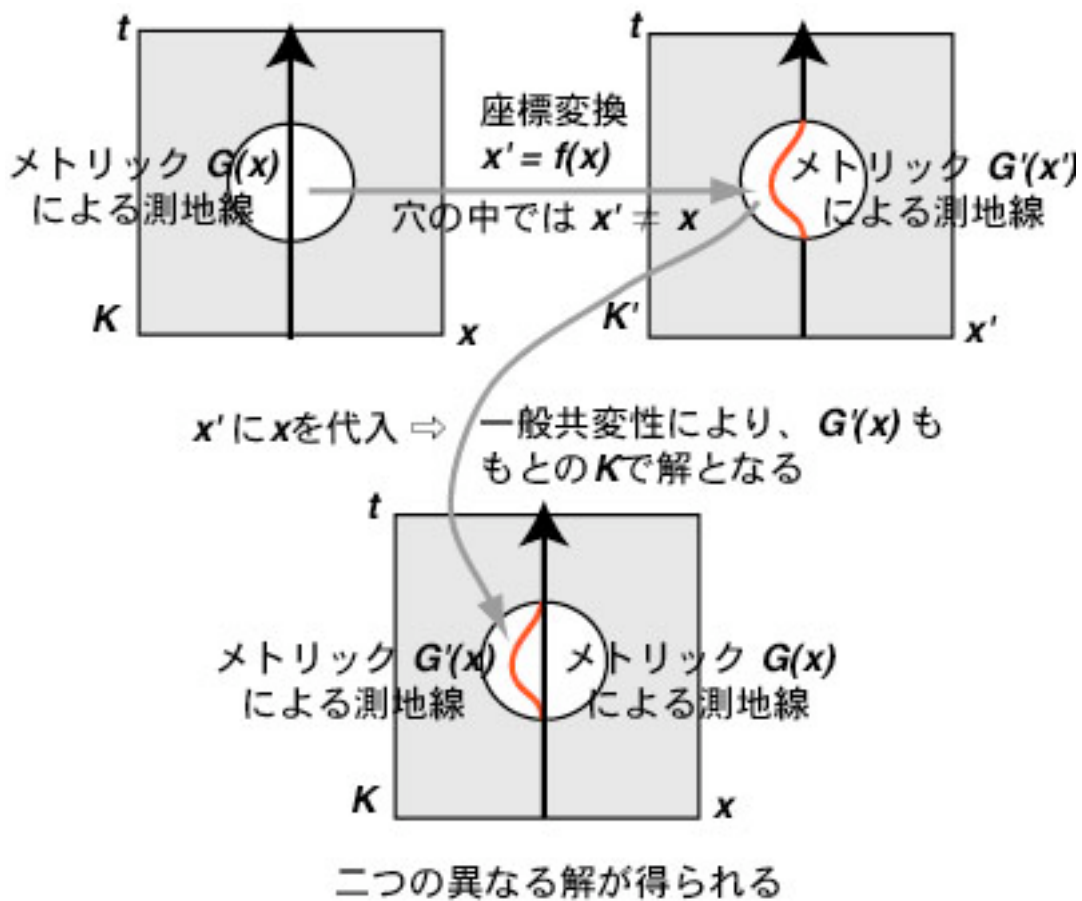 t
メトリック G(x)
による測地線
K
x
座標変換
x' = f(x)
穴の中では x' ≠ x
t
メトリック G'(x')
による測地線
K'
x'
x' にxを代入 ⇨
一般共変性により、 G'(x) も
もとのKで解となる
t
メトリック G'(x)
による測地線
メトリック G(x)
による測地線
K
x
二つの異なる解が得られる